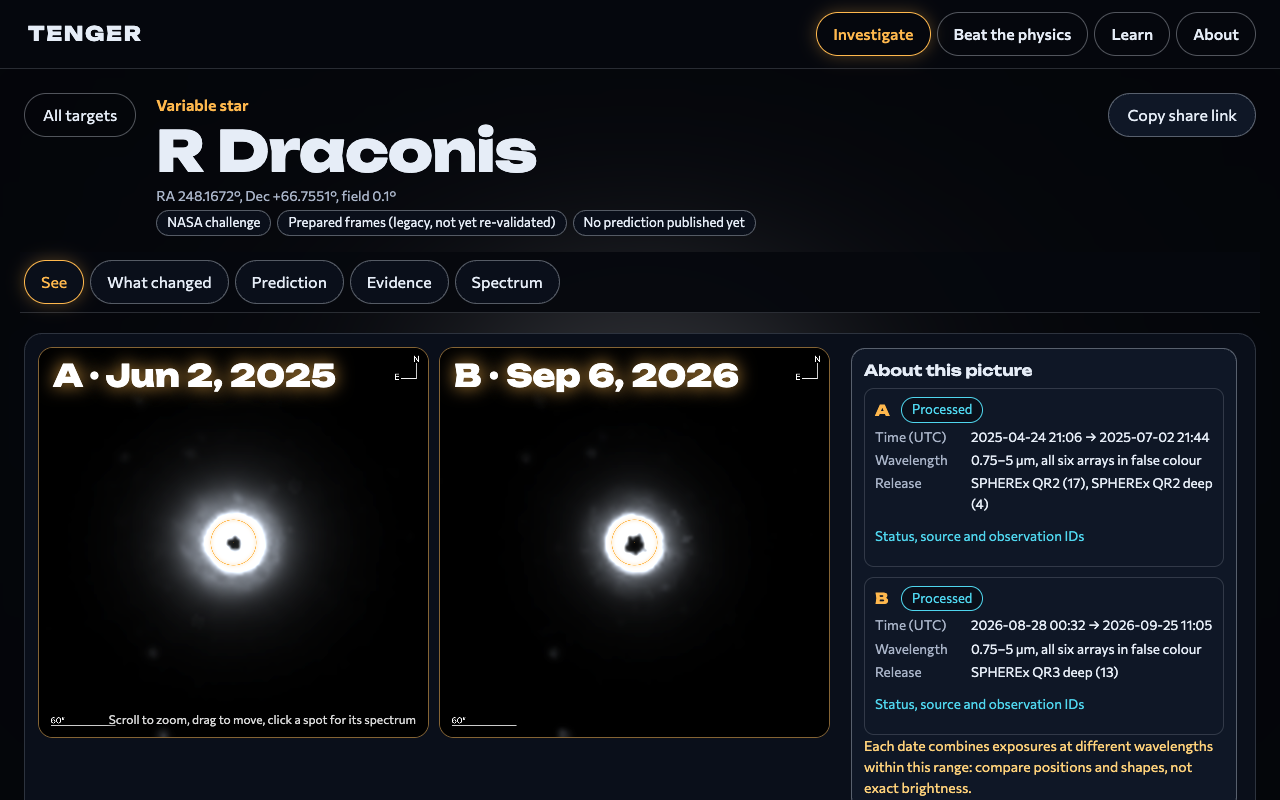 TENGER
Investigate
Beat the physics
Learn
About
All targets
Variable star
Copy share link
R Draconis
RA 248.1672°, Dec +66.7551°, field 0.1°
NASA challenge
Prepared frames (legacy, not yet re-validated)
No prediction published yet
See
What changed
Prediction
Evidence
Spectrum
A • Jun 2, 2025
N
E
60"
Scroll to zoom, drag to move, click a spot for its spectrum
B • Sep 6, 2026
N
E
60"
About this picture
A Processed
Time (UTC) 2025-04-24 21:06 → 2025-07-02 21:44
Wavelength 0.75–5 µm, all six arrays in false colour
Release SPHEREx QR2 (17), SPHEREx QR2 deep
(4)
Status, source and observation IDs
B Processed
Time (UTC) 2026-08-28 00:32 → 2026-09-25 11:05
Wavelength 0.75–5 µm, all six arrays in false colour
Release SPHEREx QR3 deep (13)
Status, source and observation IDs
Each date combines exposures at different wavelengths
within this range: compare positions and shapes, not
exact brightness.